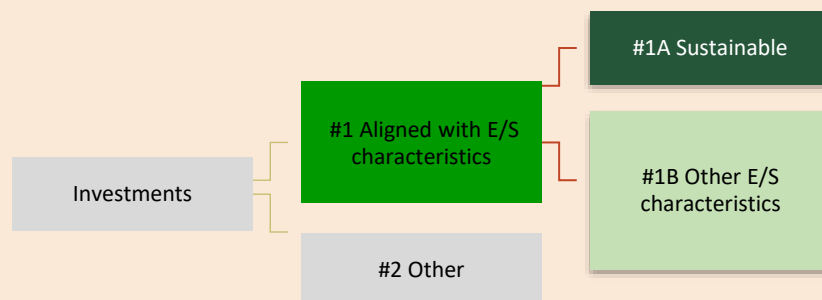 Investments
#1 Aligned with E/S
characteristics
#2 Other
#1A Sustainable
#1B Other E/S
characteristics